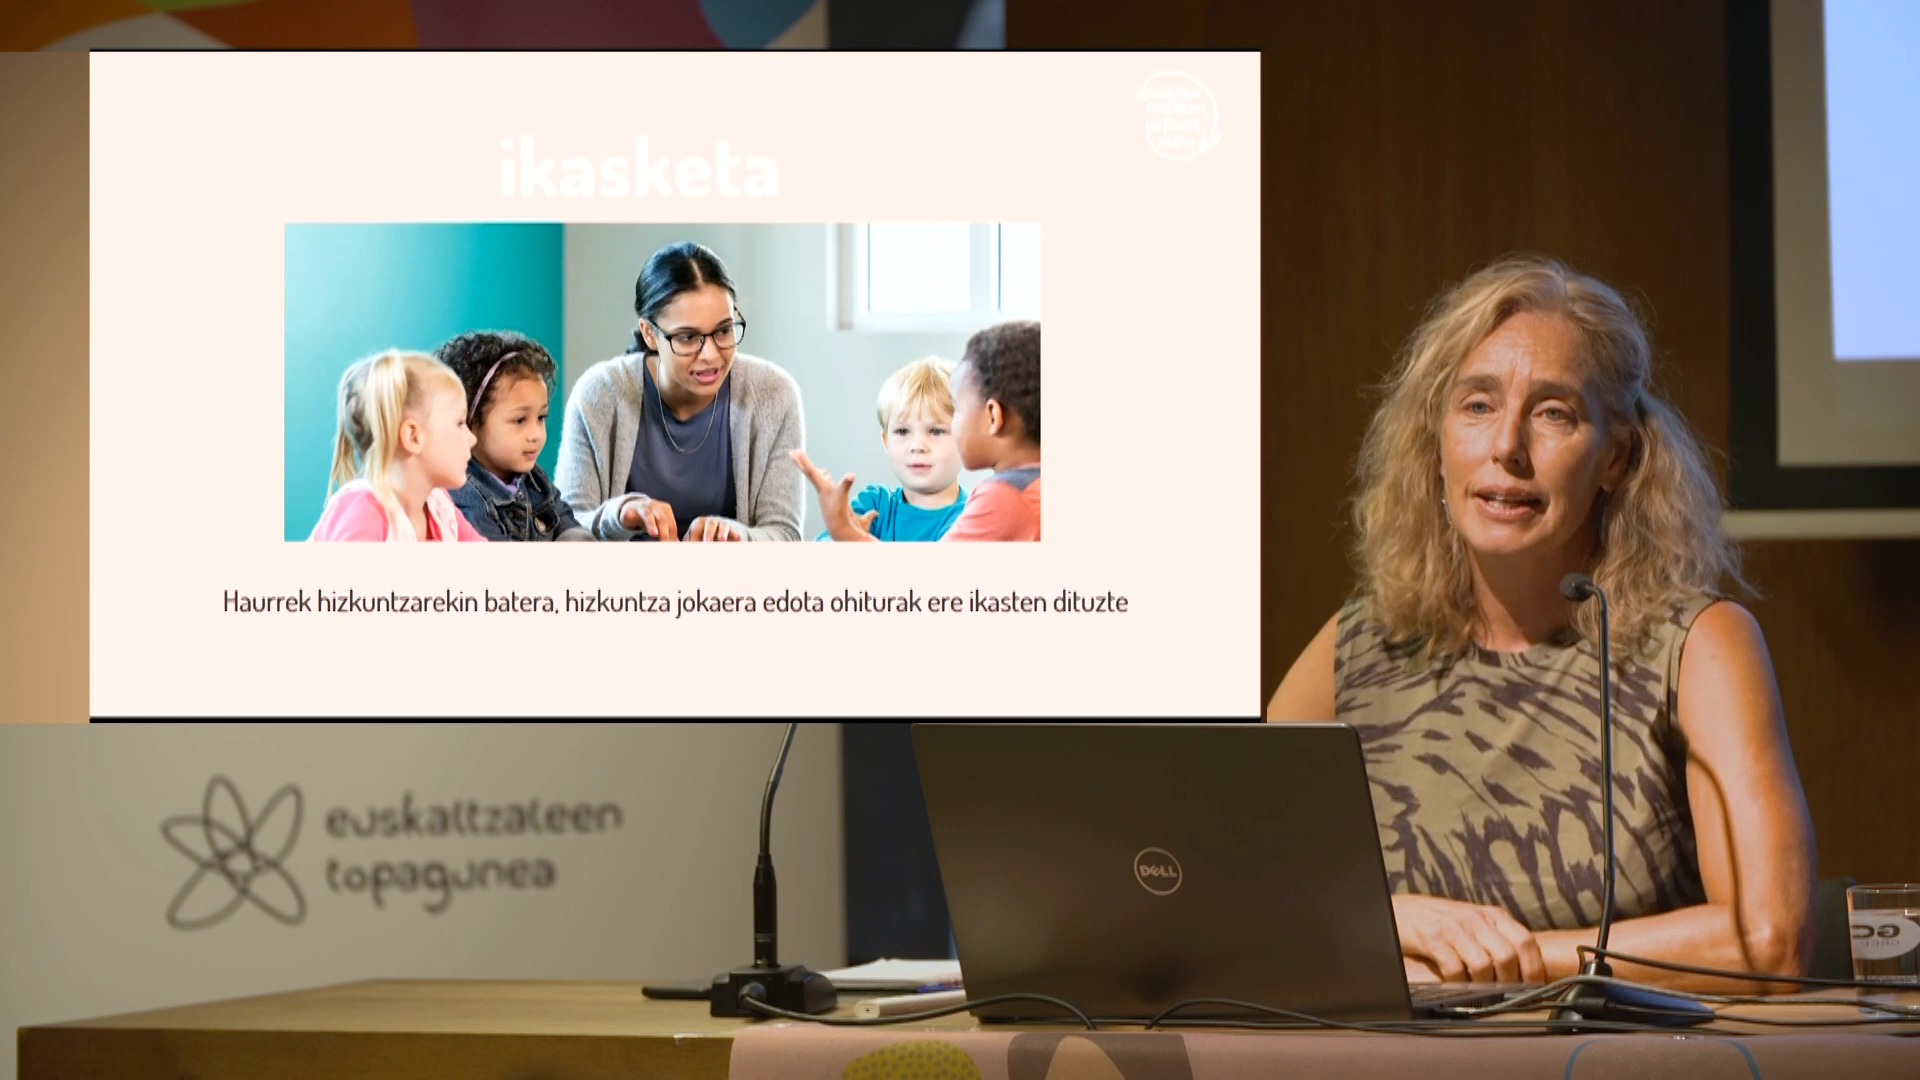 ikasketa
Haurrek hizkuntzarekin batera, hizkuntza jokaera edota ohiturak ere ikasten dituzte
euskaltzaleen
topagunea
DELL